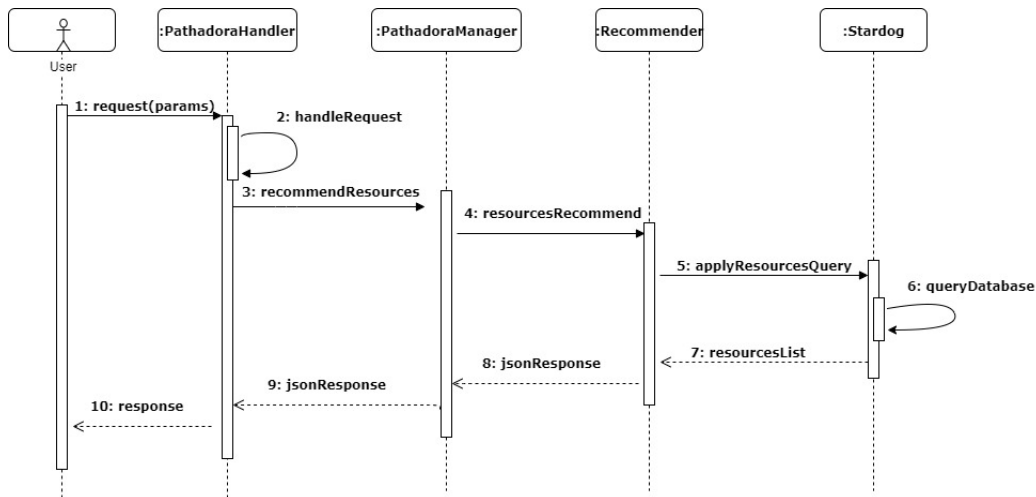 :PathadoraHandler
:PathadoraManager
:Recommender
:Stardog
User
1: request(params)
2: handleRequest
3: recommendResources
4: resourcesRecommend
5: applyResourcesQuery
6: queryDatabase
7: resourcesList
8: jsonResponse
9: jsonResponse
10: response